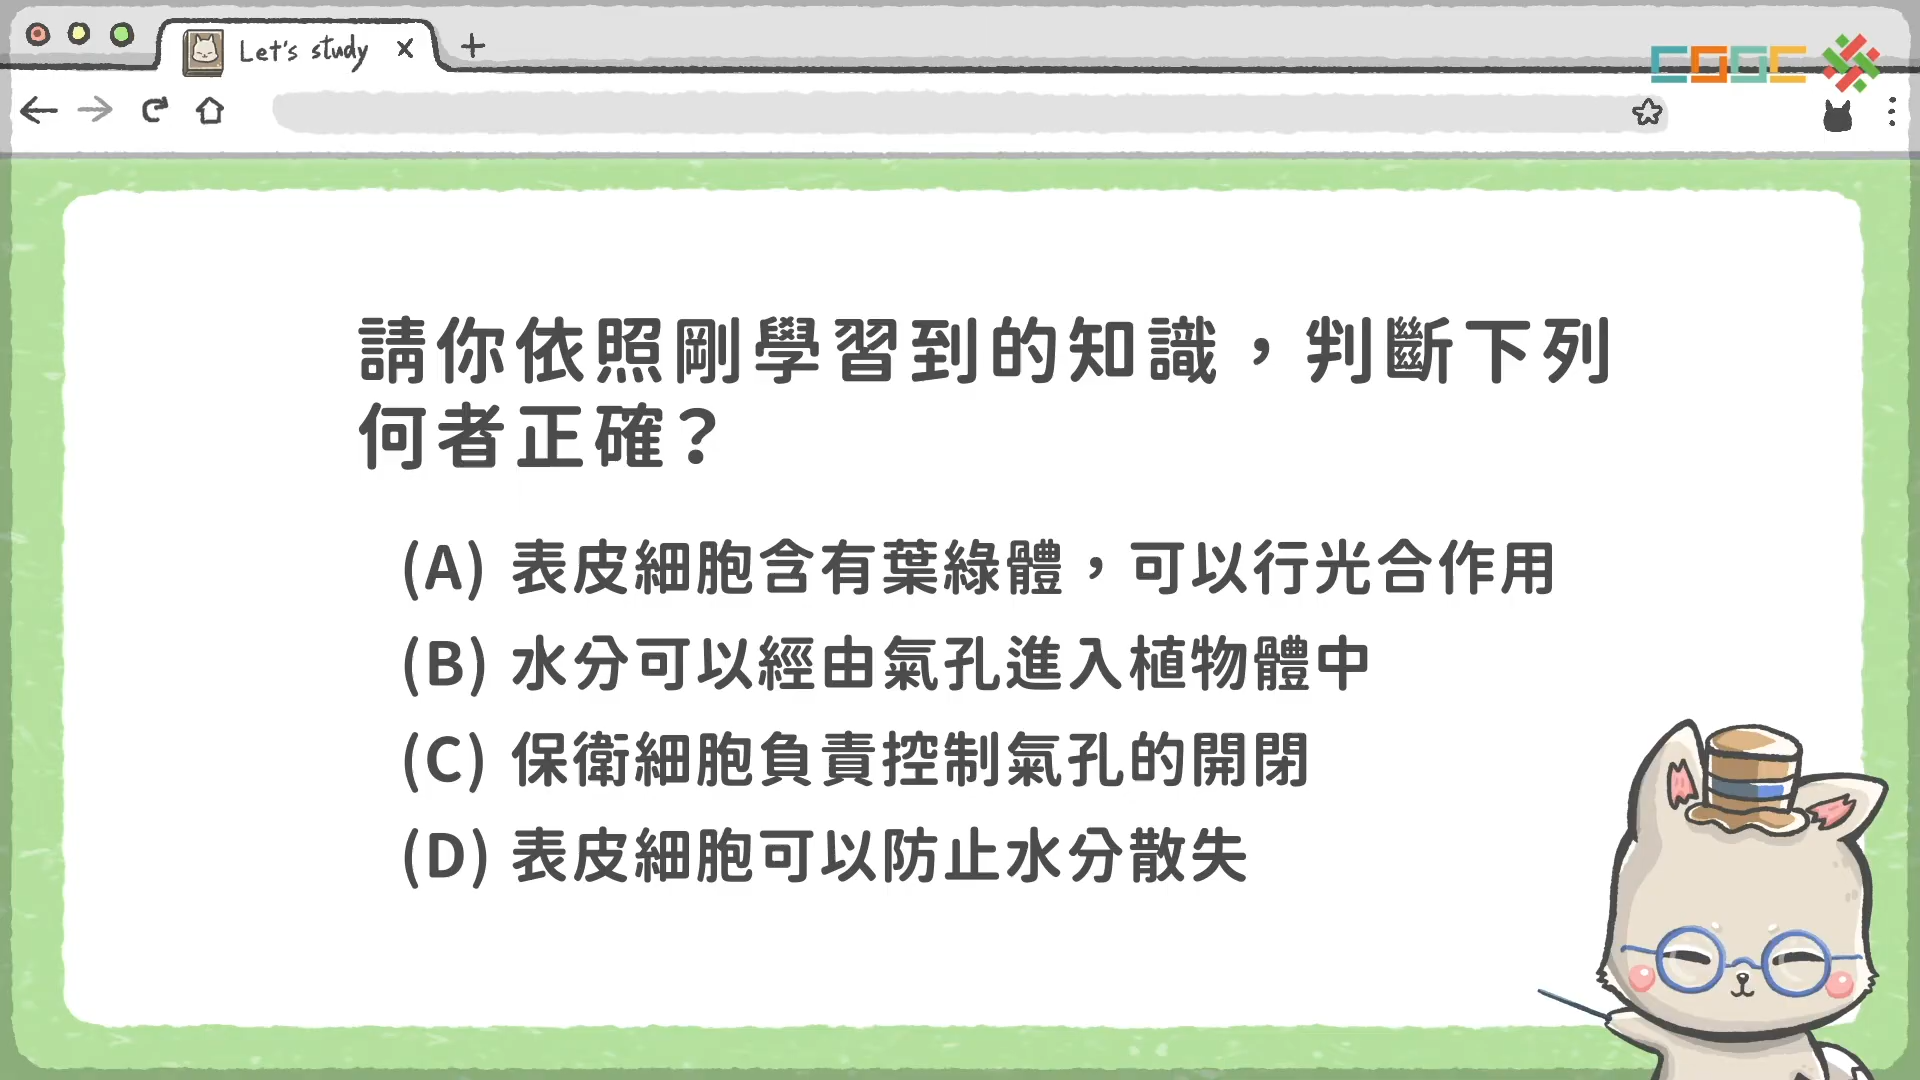 Let's study
請你依照剛學習到的知識，判斷下列
何者正確？
(A) 表皮細胞含有葉綠體，可以行光合作用
(B) 水分可以經由氣孔進入植物體中
(C) 保衛細胞負責控制氣孔的開閉
(D) 表皮細胞可以防止水分散失